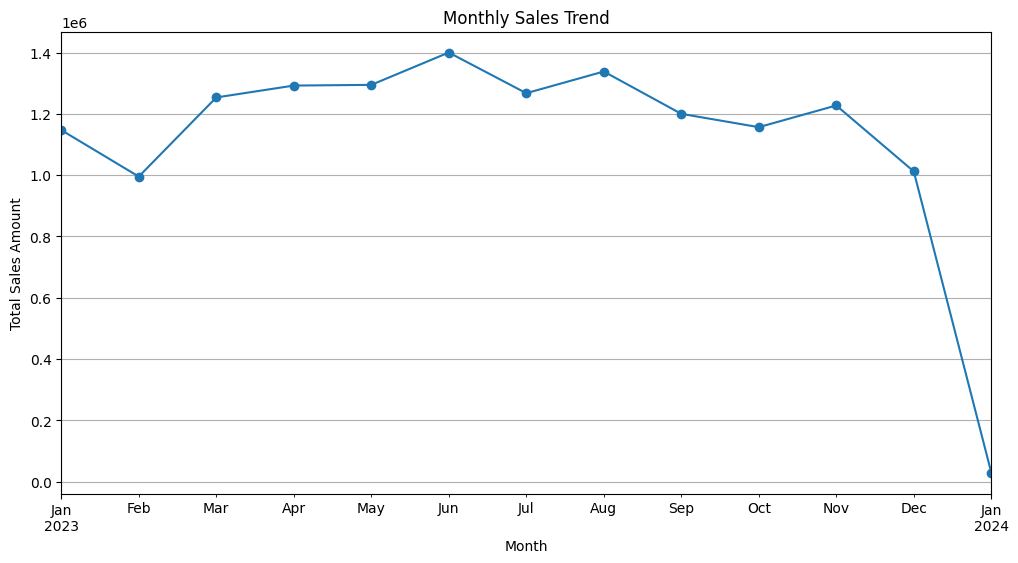 Monthly Sales Trend
1e6
1.4
1.2
1.0
0.8
0.6
0.4
0.2
0.0
Total Sales Amount
Jan Feb Mar Apr May Jun Jul Aug Sep Oct Nov Dec Jan
2023 2024
Month